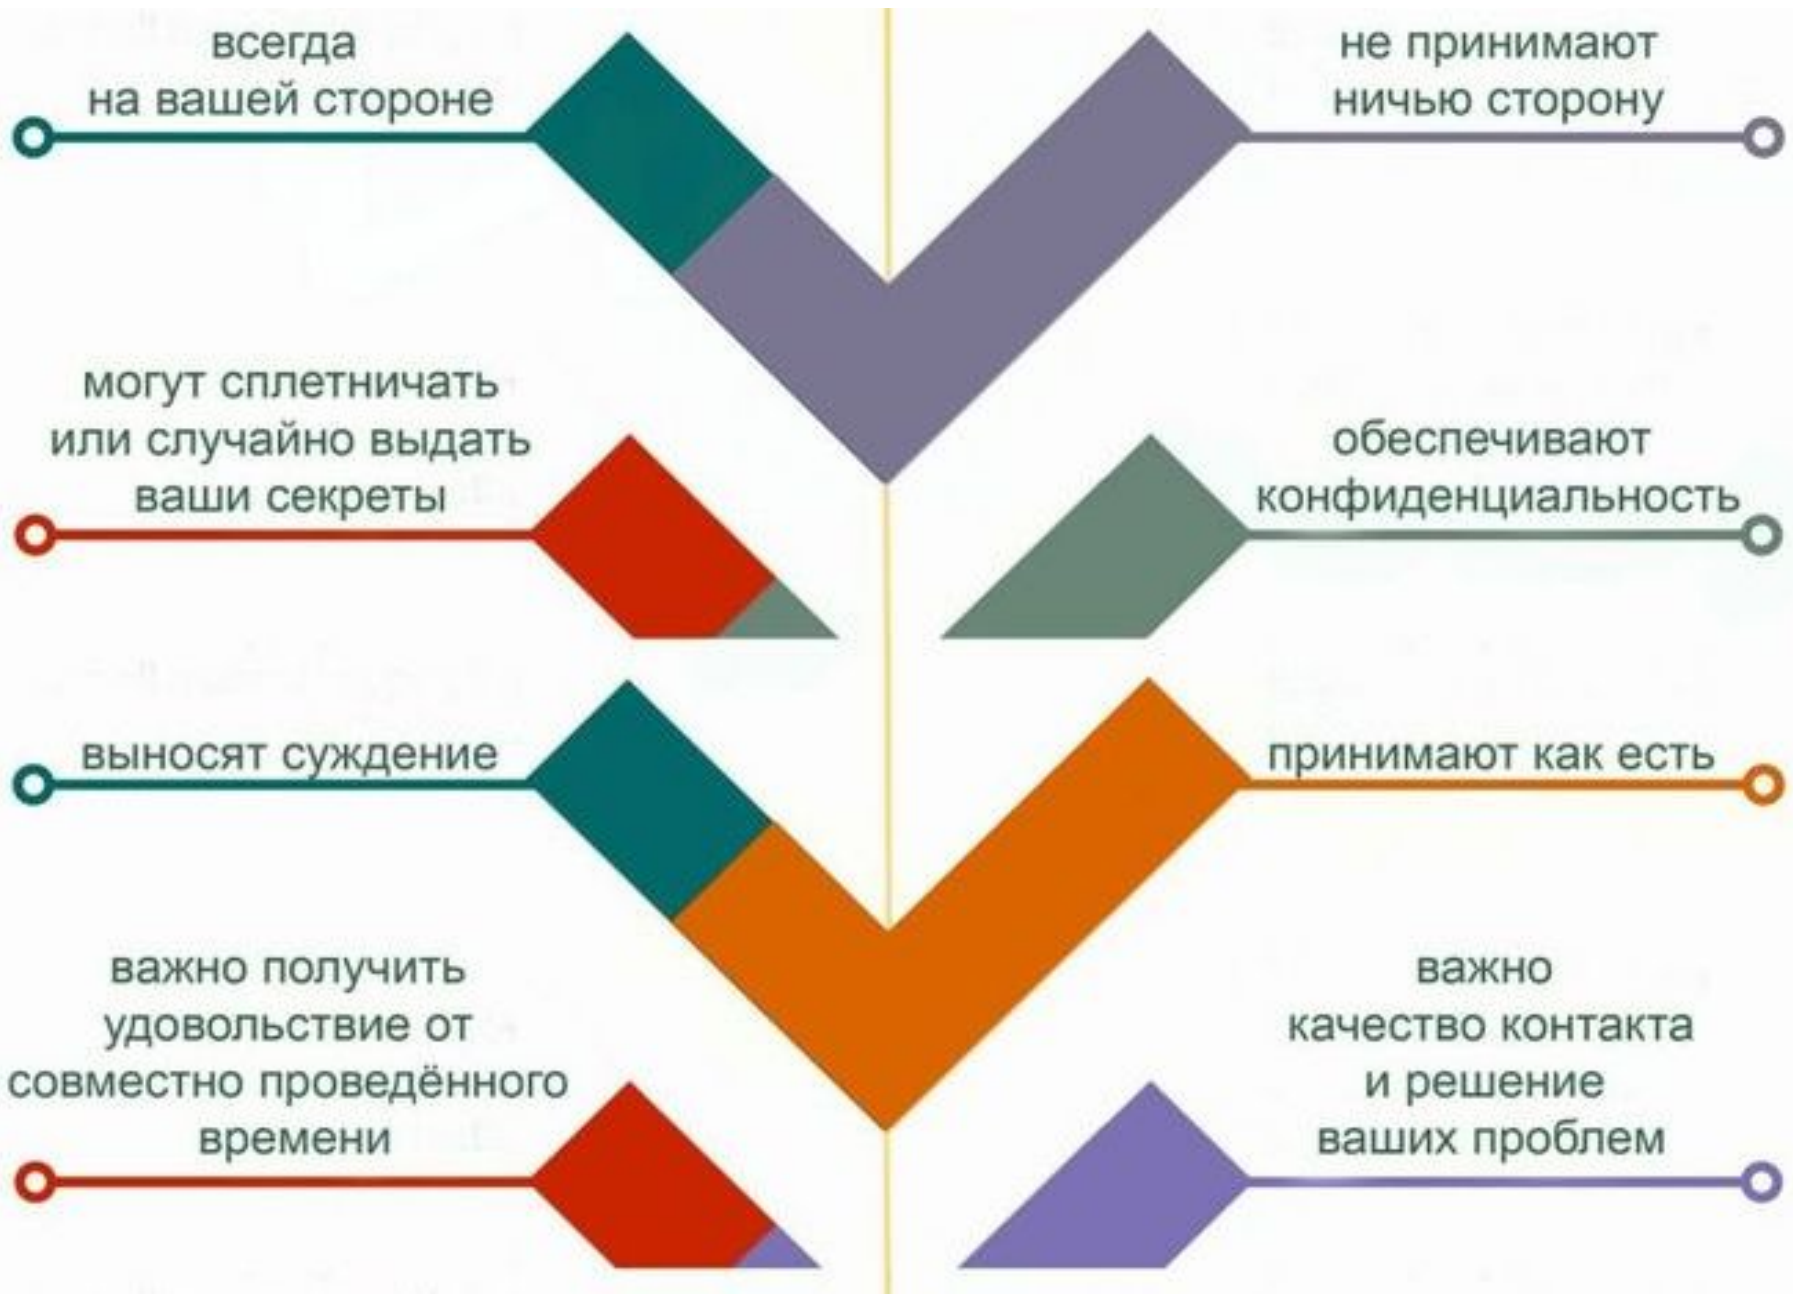 всегда
на вашей стороне
не принимают
ничью сторону
могут сплетничать
или случайно выдать
ваши секреты
обеспечивают
конфиденциальность
выносят суждение
принимают как есть
важно получить
удовольствие от
совместно проведённого
времени
важно
качество контакта
и решение
ваших проблем